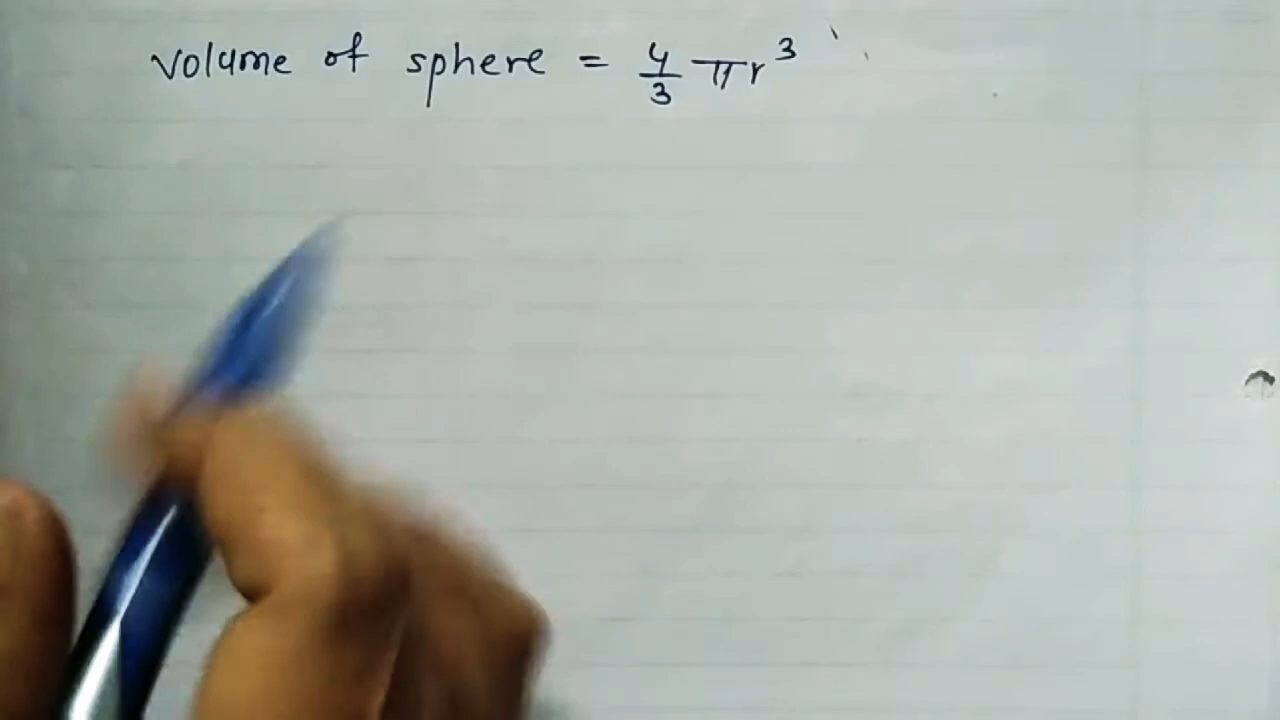 volume of sphere = 4/3 πr³